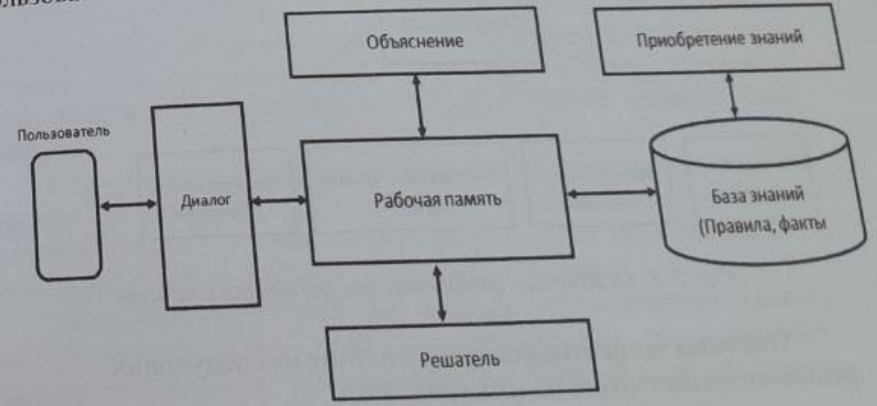 Объяснение
Приобретение знаний
Пользователь
Диалог
Рабочая память
База знаний
(Правила, факты
Решатель